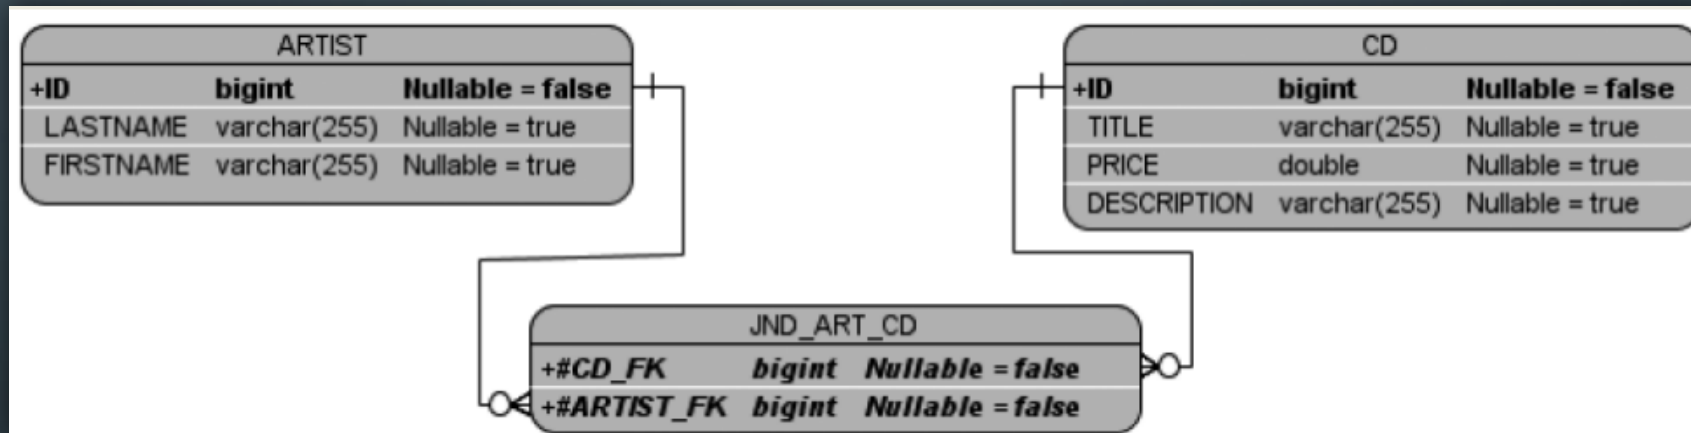 ARTIST
+ID bigint Nullable = false
LASTNAME varchar(255) Nullable = true
FIRSTNAME varchar(255) Nullable = true
CD
+ID bigint Nullable = false
TITLE varchar(255) Nullable = true
PRICE double Nullable = true
DESCRIPTION varchar(255) Nullable = true
JND_ART_CD
+#CD_FK bigint Nullable = false
+#ARTIST_FK bigint Nullable = false